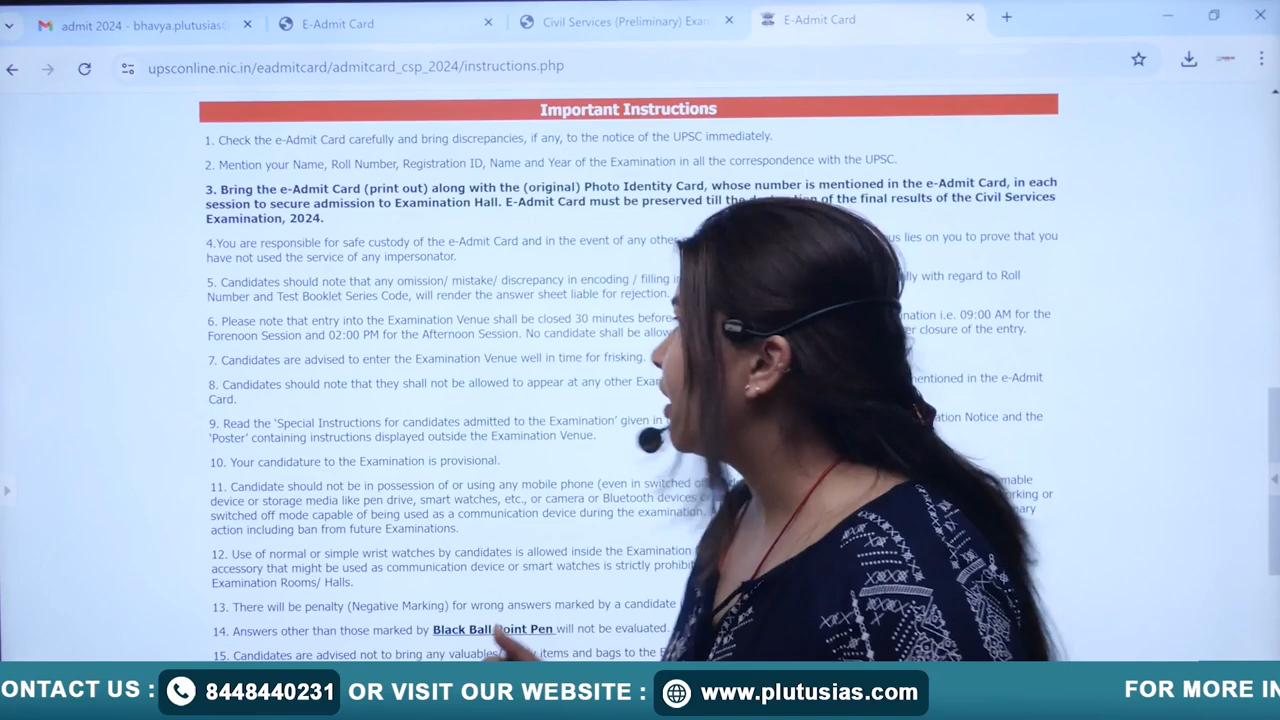 admit 2024 - bhavya.plutusias@
E-Admit Card
Civil Services (Preliminary) Exam
E-Admit Card
upsconline.nic.in/eadmitcard/admitcard_csp_2024/instructions.php
Important Instructions
1. Check the e-Admit Card carefully and bring discrepancies, if any, to the notice of the UPSC immediately.
2. Mention your Name, Roll Number, Registration ID, Name and Year of the Examination in all the correspondence with the UPSC.
3. Bring the e-Admit Card (print out) along with the (original) Photo Identity Card, whose number is mentioned in the e-Admit Card, in each
session to secure admission to Examination Hall. E-Admit Card must be preserved till the of the final results of the Civil Services
Examination, 2024.
4.You are responsible for safe custody of the e-Admit Card and in the event of any other lies on you to prove that you
have not used the service of any impersonator.
5. Candidates should note that any omission/ mistake/ discrepancy in encoding / filling with regard to Roll
Number and Test Booklet Series Code, will render the answer sheet liable for rejection.
6. Please note that entry into the Examination Venue shall be closed 30 minutes before i.e. 09:00 AM for the
Forenoon Session and 02:00 PM for the Afternoon Session. No candidate shall be closure of the entry.
7. Candidates are advised to enter the Examination Venue well in time for frisking.
8. Candidates should note that they shall not be allowed to appear at any other mentioned in the e-Admit
Card.
9. Read the 'Special Instructions for candidates admitted to the Examination' given in Notice and the
'Poster' containing instructions displayed outside the Examination Venue.
10. Your candidature to the Examination is provisional.
11. Candidate should not be in possession of or using any mobile phone (even in switched
device or storage media like pen drive, smart watches, etc., or camera or Bluetooth devices or
switched off mode capable of being used as a communication device during the examination.
action including ban from future Examinations.
12. Use of normal or simple wrist watches by candidates is allowed inside the Examination
accessory that might be used as communication device or smart watches is strictly
Examination Rooms/ Halls.
13. There will be penalty (Negative Marking) for wrong answers marked by a candidate
14. Answers other than those marked by Black Ball Point Pen will not be evaluated.
15. Candidates are advised not to bring any items and bags to the
ONTACT US : 8448440231 OR VISIT OUR WEBSITE : www.plutusias.com FOR MORE IN